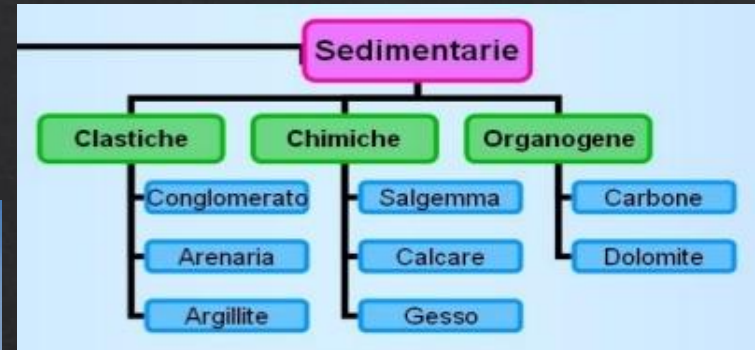 Sedimentarie
Clastiche Chimiche Organogene
Conglomerato Salgemma Carbone
Arenaria Calcare Dolomite
Argillite Gesso